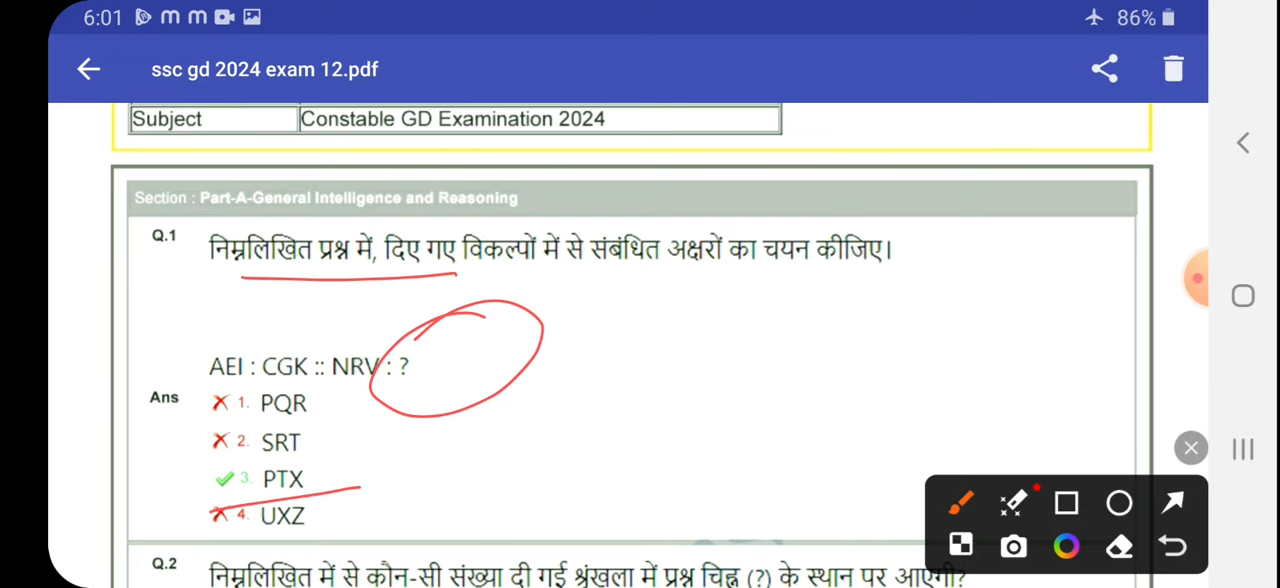 6:01 86%
ssc gd 2024 exam 12.pdf
Subject Constable GD Examination 2024
Section : Part-A-General Intelligence and Reasoning
Q.1 निम्नलिखित प्रश्न में, दिए गए विकल्पों में से संबंधित अक्षरों का चयन कीजिए।
AEI : CGK :: NRV : ?
Ans 1. PQR
2. SRT
3. PTX
4. UXZ
Q.2 निम्नलिखित में से कौन-सी संख्या दी गई श्रृंखला में प्रश्न चिह्न (?) के स्थान पर आएगी?